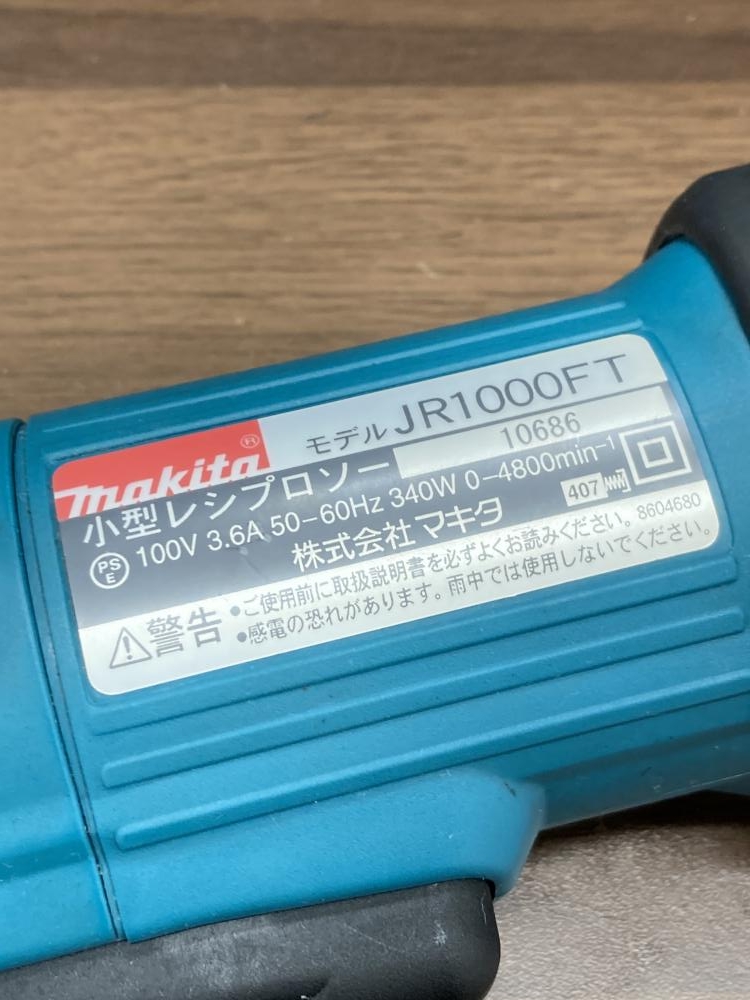 makita®
モデル JR1000FT
10686
小型レシプロソー
PS E 100V 3.6A 50-60Hz 340W 0-4800min⁻¹
株式会社 マキタ
407
警告
•ご使用前に取扱説明書を必ずよくお読みください。 8604680
•感電の恐れがあります。雨中では使用しないでください。